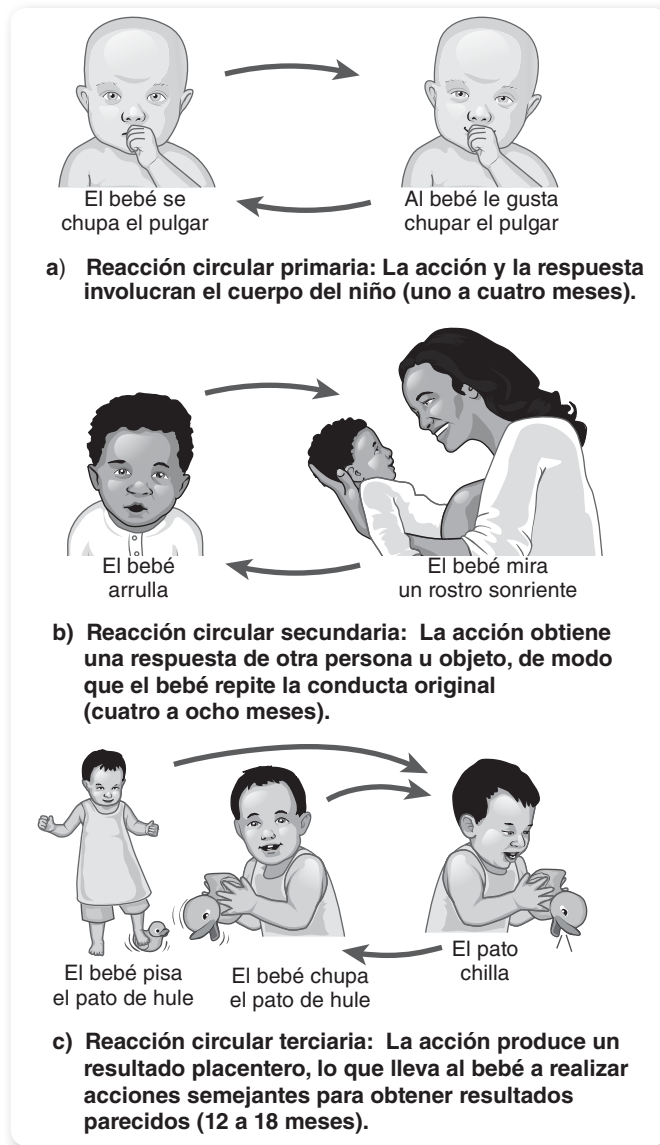 El bebé se
chupa el pulgar
Al bebé le gusta
chupar el pulgar
a) Reacción circular primaria: La acción y la respuesta
involucran el cuerpo del niño (uno a cuatro meses).
El bebé
arrulla
El bebé mira
un rostro sonriente
b) Reacción circular secundaria: La acción obtiene
una respuesta de otra persona u objeto, de modo
que el bebé repite la conducta original
(cuatro a ocho meses).
El bebé pisa
el pato de hule
El bebé chupa
el pato de hule
El pato
chilla
c) Reacción circular terciaria: La acción produce un
resultado placentero, lo que lleva al bebé a realizar
acciones semejantes para obtener resultados
parecidos (12 a 18 meses).